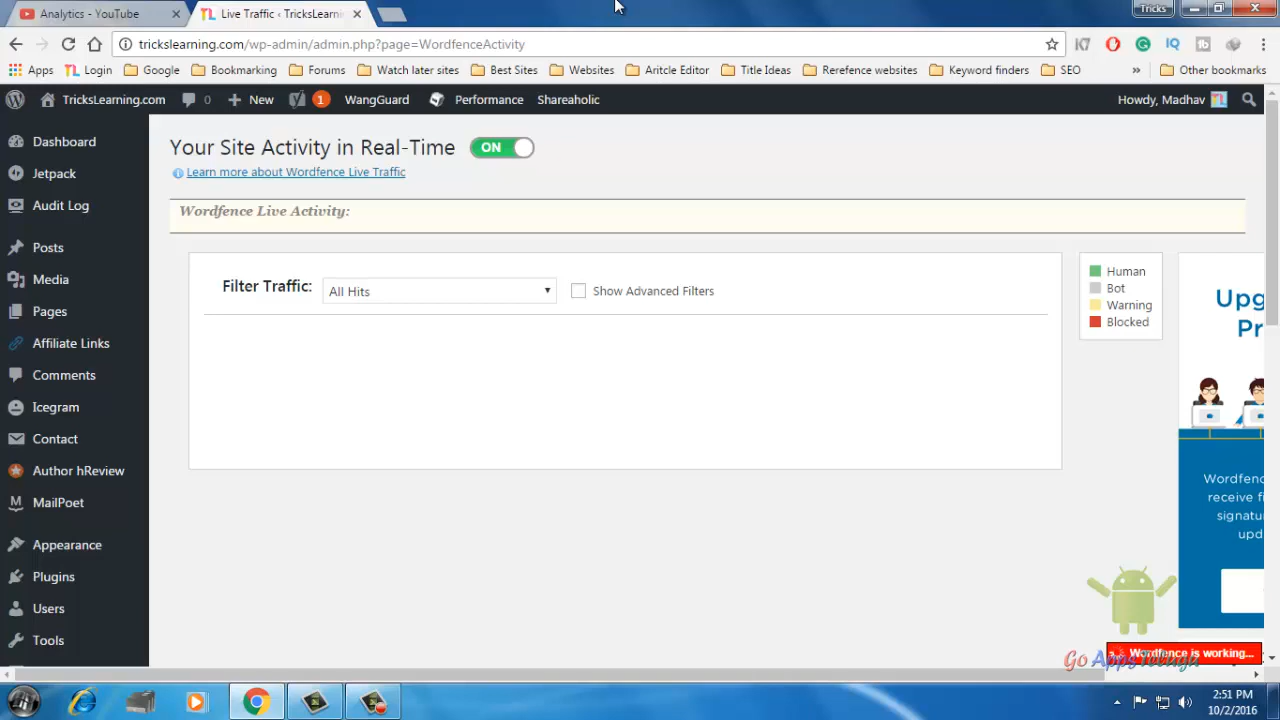 Analytics - YouTube
Live Traffic ‹ TricksLearni
Tricks
trickslearning.com/wp-admin/admin.php?page=WordfenceActivity
Apps
Login
Google
Bookmarking
Forums
Watch later sites
Best Sites
Websites
Aritcle Editor
Title Ideas
Rerefence websites
Keyword finders
SEO
»
Other bookmarks
TricksLearning.com
0
New
1
WangGuard
Performance
Shareaholic
Howdy, Madhav
Dashboard
Jetpack
Audit Log
Posts
Media
Pages
Affiliate Links
Comments
Icegram
Contact
Author hReview
MailPoet
Appearance
Plugins
Users
Tools
Your Site Activity in Real-Time
ON
Learn more about Wordfence Live Traffic
Wordfence Live Activity:
Filter Traffic:
All Hits
Show Advanced Filters
Human
Bot
Warning
Blocked
Upg
Pr
Wordfenc
receive fi
signatu
upd
Wordfence is working...
Go Apps Telugu
2:51 PM
10/2/2016